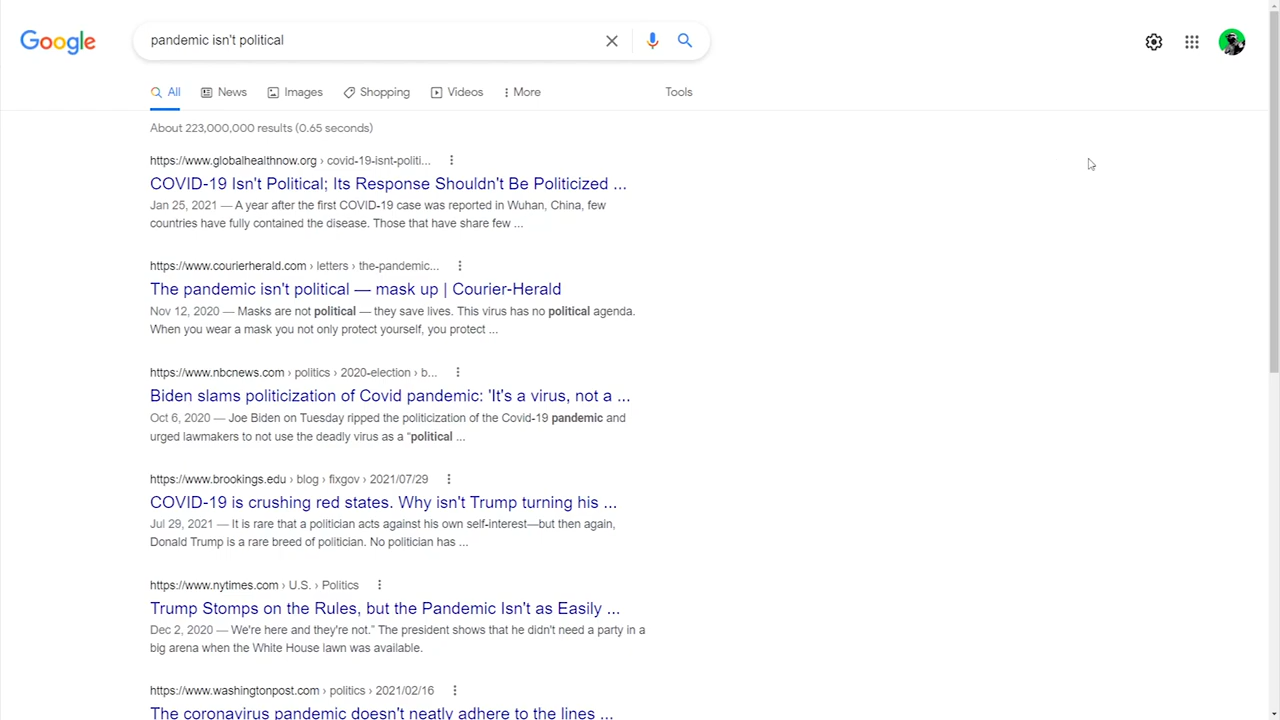 Google
pandemic isn't political
All News Images Shopping Videos More Tools
About 223,000,000 results (0.65 seconds)
https://www.globalhealthnow.org › covid-19-isnt-politi...
COVID-19 Isn't Political; Its Response Shouldn't Be Politicized ...
Jan 25, 2021 — A year after the first COVID-19 case was reported in Wuhan, China, few
countries have fully contained the disease. Those that have share few ...
https://www.courierherald.com › letters › the-pandemic...
The pandemic isn't political — mask up | Courier-Herald
Nov 12, 2020 — Masks are not political — they save lives. This virus has no political agenda.
When you wear a mask you not only protect yourself, you protect ...
https://www.nbcnews.com › politics › 2020-election › b...
Biden slams politicization of Covid pandemic: 'It's a virus, not a ...
Oct 6, 2020 — Joe Biden on Tuesday ripped the politicization of the Covid-19 pandemic and
urged lawmakers to not use the deadly virus as a “political ...
https://www.brookings.edu › blog › fixgov › 2021/07/29
COVID-19 is crushing red states. Why isn't Trump turning his ...
Jul 29, 2021 — It is rare that a politician acts against his own self-interest—but then again,
Donald Trump is a rare breed of politician. No politician has ...
https://www.nytimes.com › U.S. › Politics
Trump Stomps on the Rules, but the Pandemic Isn't as Easily ...
Dec 2, 2020 — We're here and they're not.” The president shows that he didn't need a party in a
big arena when the White House lawn was available.
https://www.washingtonpost.com › politics › 2021/02/16
The coronavirus pandemic doesn't neatly adhere to the lines ...